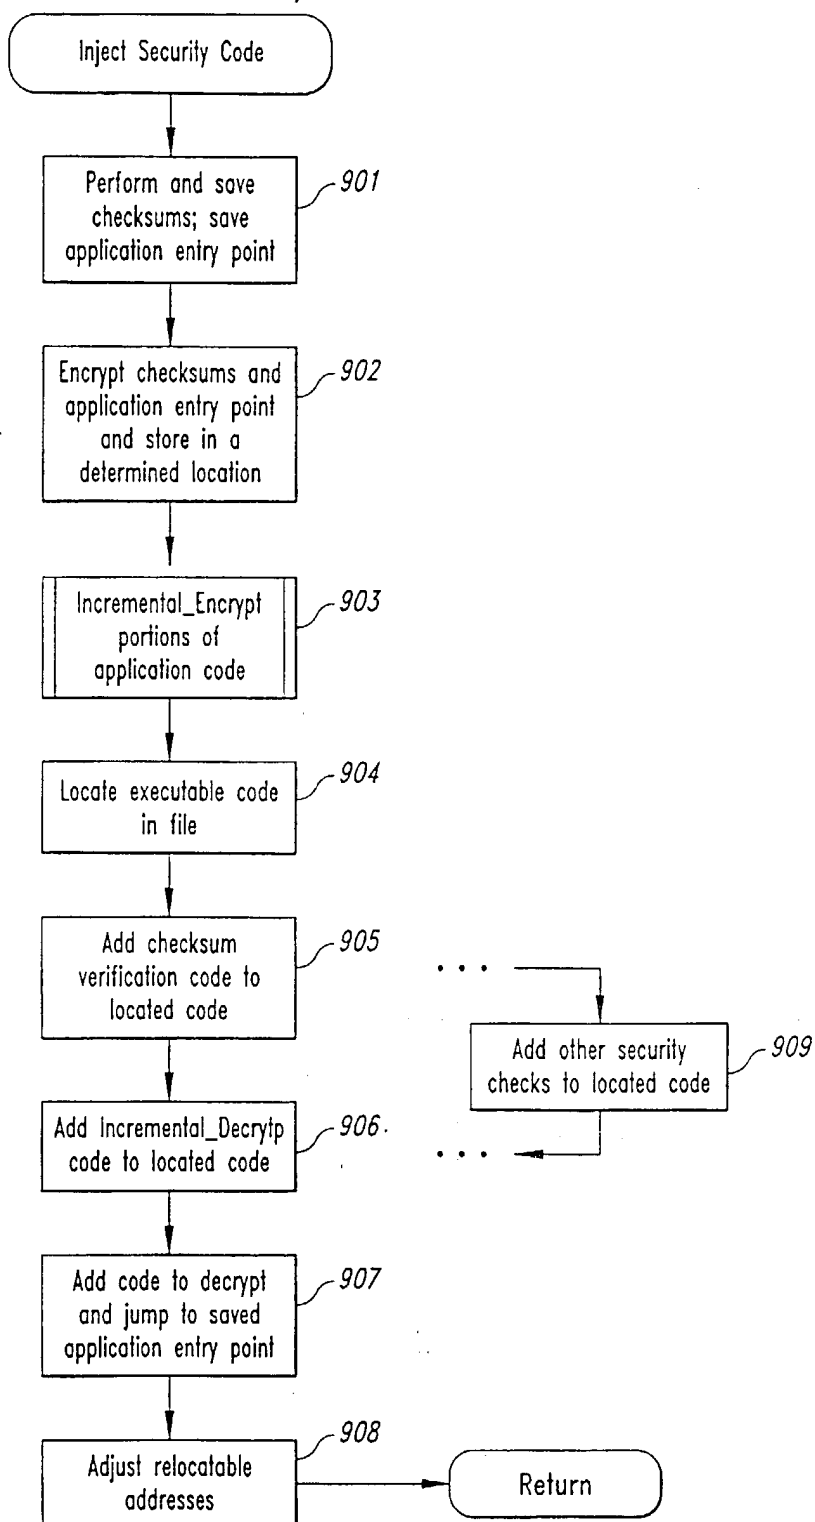 Inject Security Code
Perform and save
checksums; save
application entry point
901
Encrypt checksums and
application entry point
and store in a
determined location
902
Incremental_Encrypt
portions of
application code
903
Locate executable code
in file
904
Add checksum
verification code to
located code
905
. . .
Add other security
checks to located code
909
. . .
Add Incremental_Decrytp
code to located code
906.
Add code to decrypt
and jump to saved
application entry point
907
Adjust relocatable
addresses
908
Return